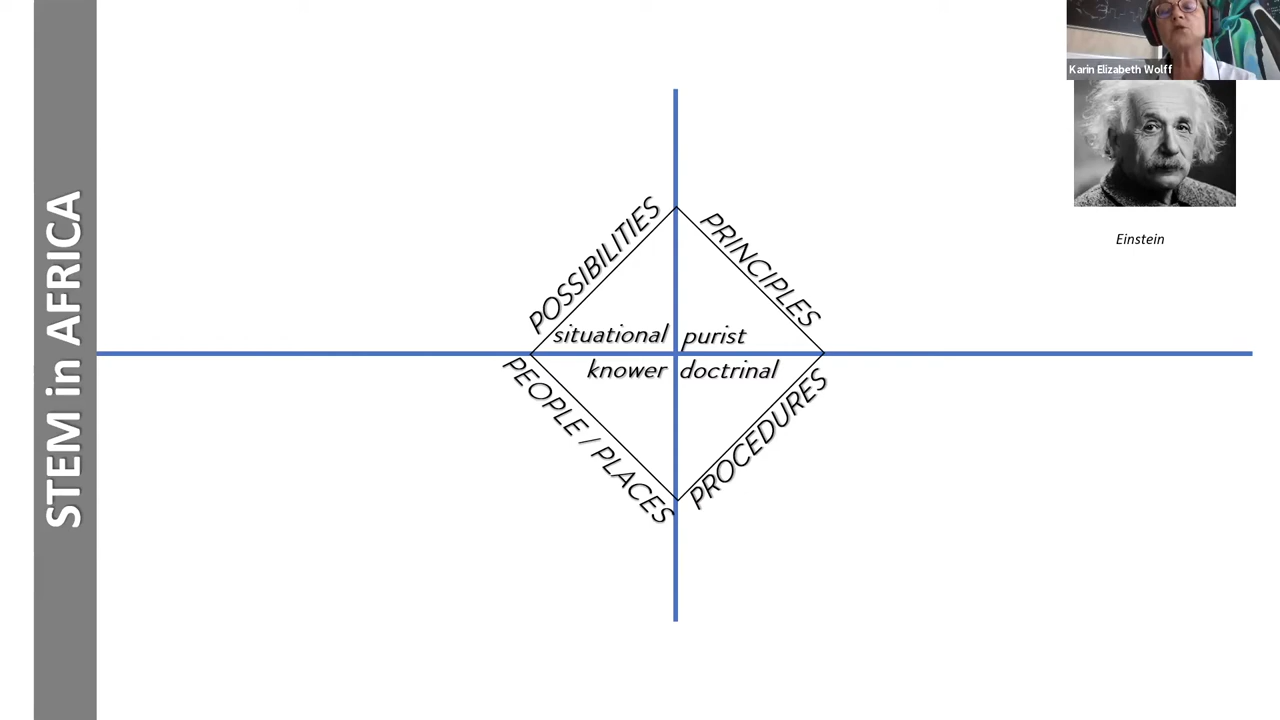 STEM in AFRICA
Karin Elizabeth Wolff
Einstein
POSSIBILITIES
PRINCIPLES
situational
purist
knower
doctrinal
PEOPLE / PLACES
PROCEDURES